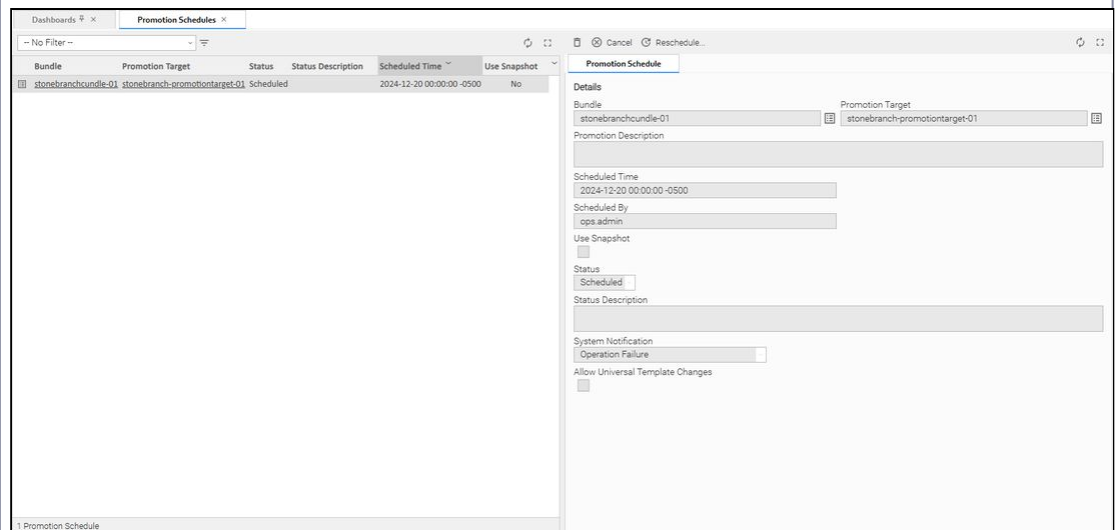 Dashboards
Promotion Schedules
-- No Filter --
Cancel Reschedule...
Bundle Promotion Target Status Status Description Scheduled Time Use Snapshot
stonebranchcundle-01 stonebranch-promotiontarget-01 Scheduled 2024-12-20 00:00:00 -0500 No
1 Promotion Schedule
Promotion Schedule
Details
Bundle Promotion Target
stonebranchcundle-01 stonebranch-promotiontarget-01
Promotion Description
Scheduled Time
2024-12-20 00:00:00 -0500
Scheduled By
ops.admin
Use Snapshot
Status
Scheduled
Status Description
System Notification
Operation Failure
Allow Universal Template Changes